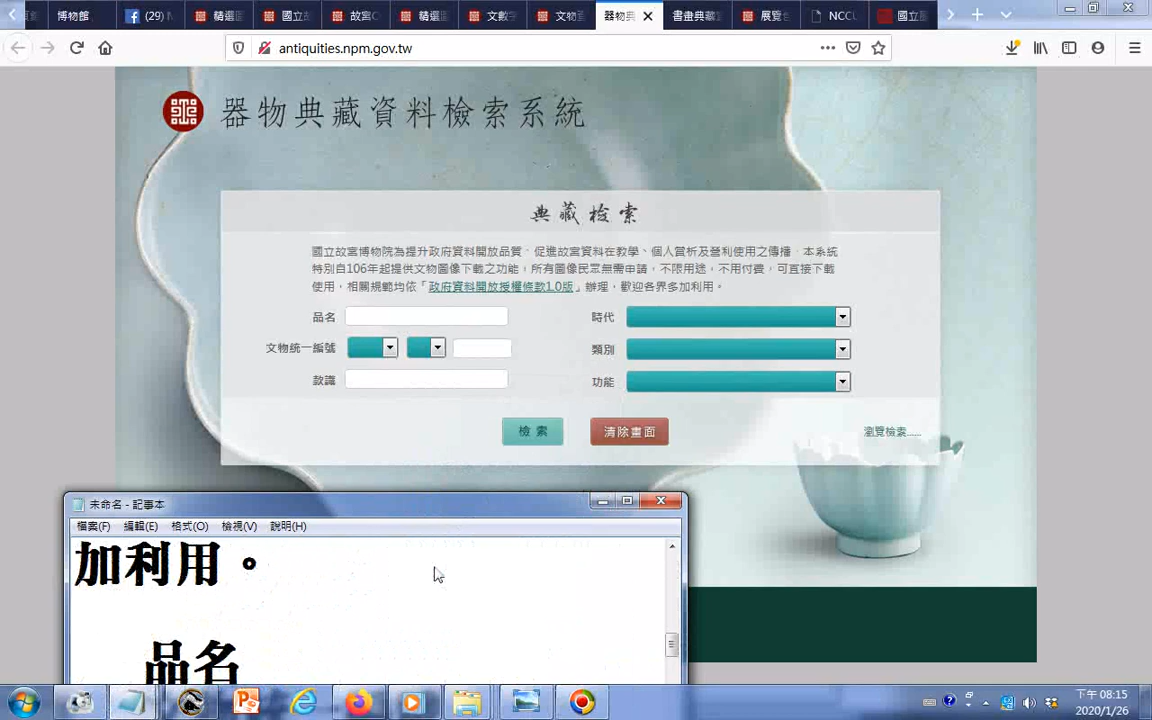 博物館
(29)
精選圖
國立故
故宮O
精選圖
文數
文物
器物典
書畫典藏
展覽
NCCU
國立
antiquities.npm.gov.tw
器物典藏資料檢索系統
典藏檢索
國立故宮博物院為提升政府資料開放品質、促進故宮資料在教學、個人賞析及營利使用之傳播，本系統
特別自106年起提供文物圖像下載之功能，所有圖像民眾無需申請，不限用途，不用付費，可直接下載
使用，相關規範均依「政府資料開放授權條款1.0版」辦理，歡迎各界多加利用。
品名
時代
文物統一編號
類別
款識
功能
檢索
清除畫面
瀏覽檢索......
未命名 - 記事本
檔案(F) 編輯(E) 格式(O) 檢視(V) 說明(H)
加利用。
品名
下午 08:15
2020/1/26